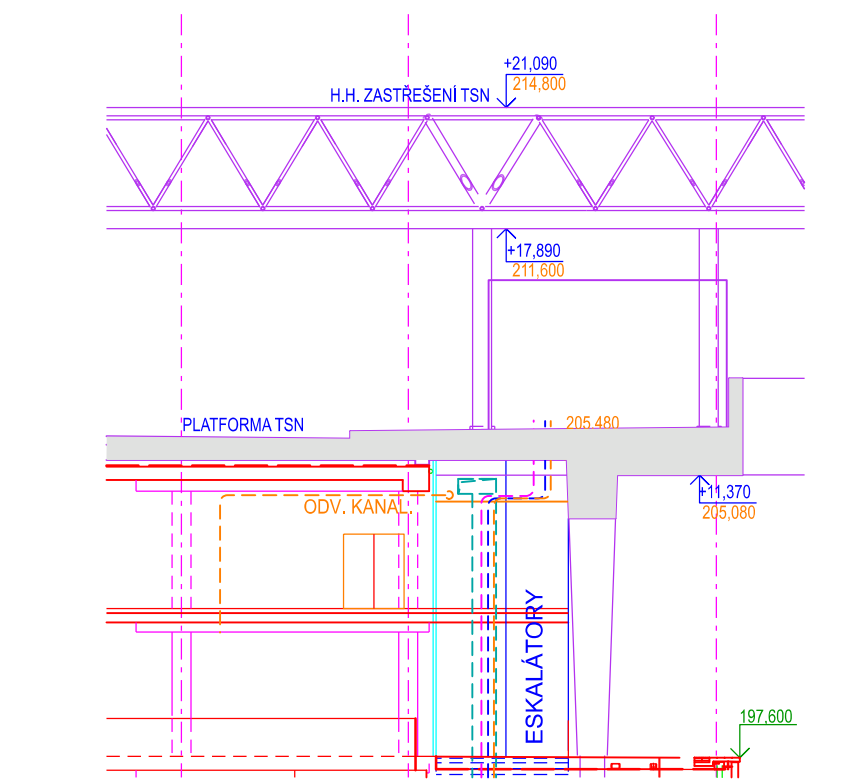 +21,090
214,800
H.H. ZASTŘEŠENÍ TSN
+17,890
211,600
PLATFORMA TSN
205,480
+11,370
205,080
ODV. KANAL.
ESKALÁTORY
197.600